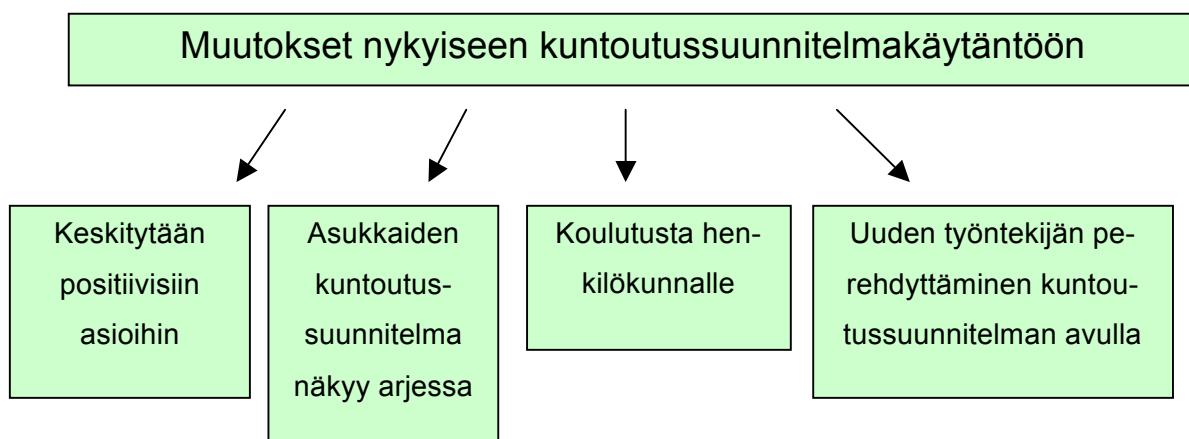 Muutokset nykyiseen kuntoutussuunnitelmakäytäntöön
Keskitytään
positiivisiin
asioihin
Asukkaiden
kuntoutus-
suunnitelma
näkyy arjessa
Koulutusta hen-
kilökunnalle
Uuden työntekijän pe-
rehdyttäminen kuntou-
tussuunnitelman avulla